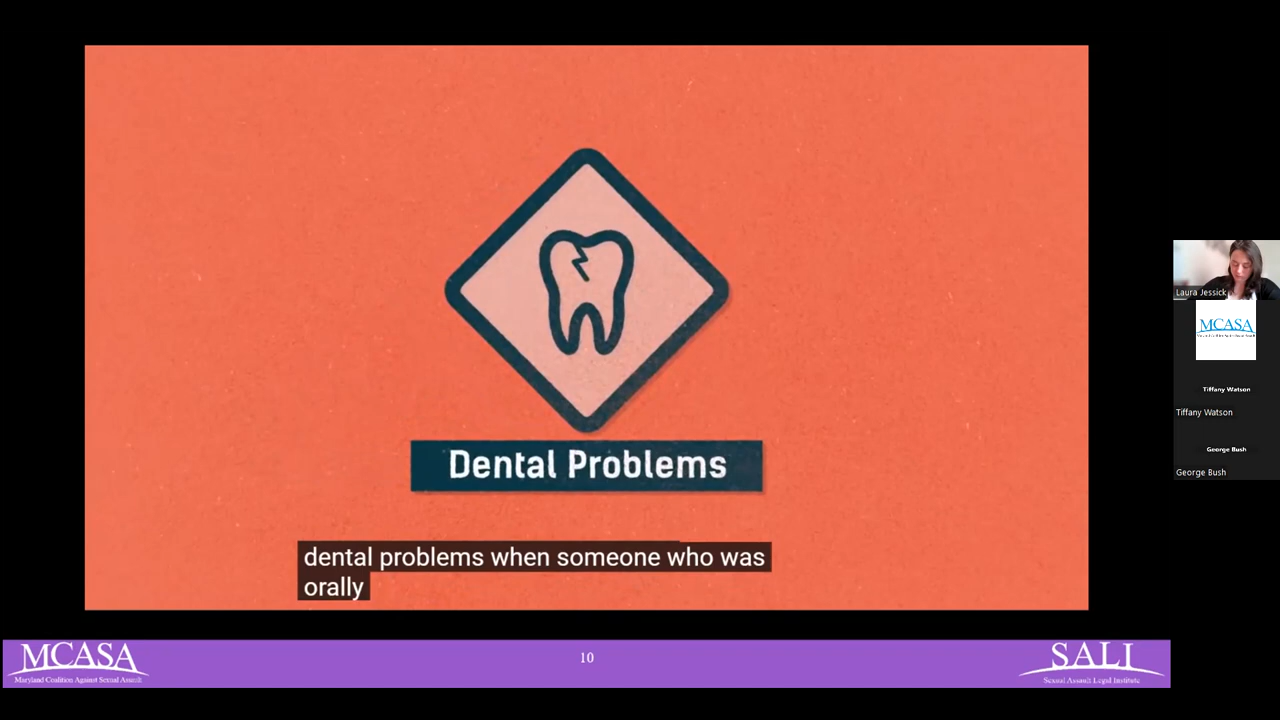 Dental Problems
dental problems when someone who was
orally
MCASA
Maryland Coalition Against Sexual Assault
10
SALI
Sexual Assault Legal Institute
Laura Jessick
MCASA
Tiffany Watson
Tiffany Watson
George Bush
George Bush